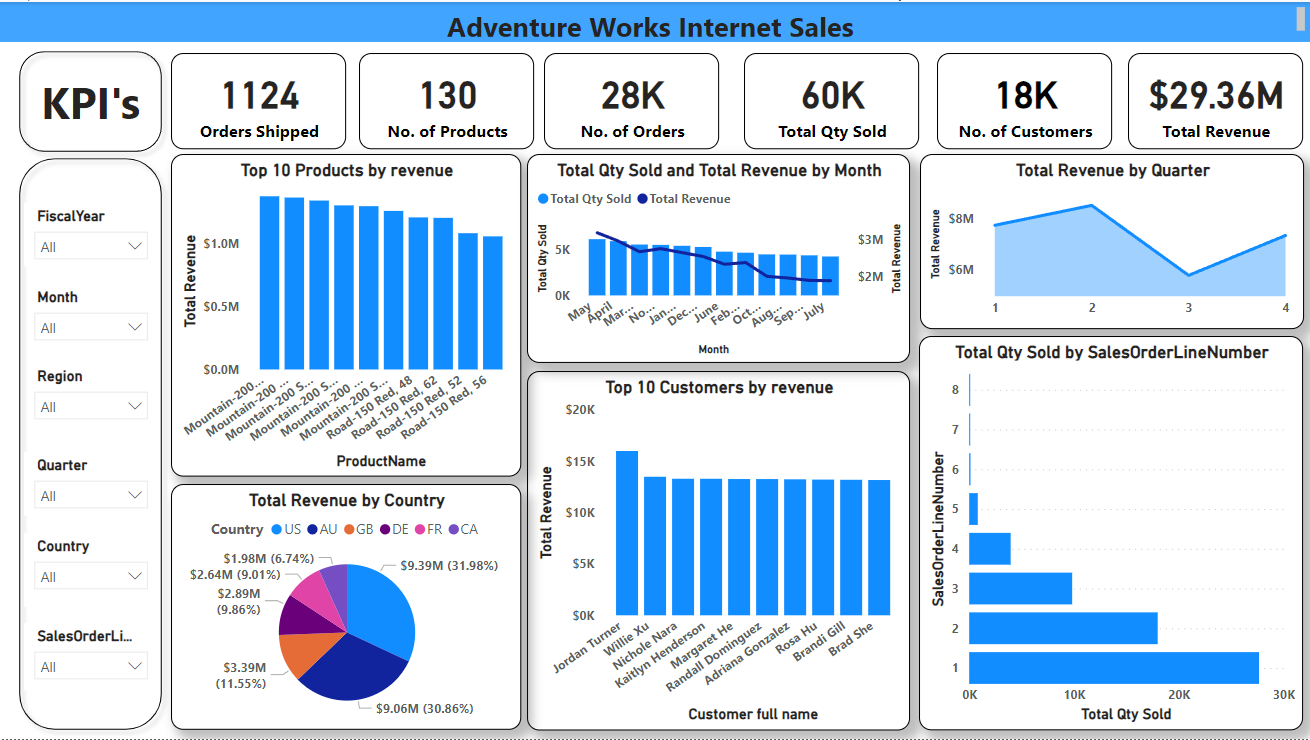 Adventure Works Internet Sales
KPI's
1124
Orders Shipped
130
No. of Products
28K
No. of Orders
60K
Total Qty Sold
18K
No. of Customers
$29.36M
Total Revenue
FiscalYear
All
Month
All
Region
All
Quarter
All
Country
All
SalesOrderLi...
All
Top 10 Products by revenue
Total Revenue
$1.0M
$0.5M
$0.0M
Mountain-200...
Mountain-200 ...
Mountain-200 S...
Mountain-200 S...
Mountain-200 ...
Mountain-200 S...
Road-150 Red, 48
Road-150 Red, 62
Road-150 Red, 52
Road-150 Red, 56
ProductName
Total Revenue by Country
Country US AU GB DE FR CA
$1.98M (6.74%)
$9.39M (31.98%)
$2.64M (9.01%)
$2.89M
(9.86%)
$3.39M
(11.55%)
$9.06M (30.86%)
Total Qty Sold and Total Revenue by Month
Total Qty Sold Total Revenue
Total Qty Sold
5K
0K
$3M
$2M
Total Revenue
May
April
Mar...
No...
Jan...
Dec...
June
Feb...
Oct...
Aug...
Sep...
July
Month
Top 10 Customers by revenue
Total Revenue
$20K
$15K
$10K
$5K
$0K
Jordan Turner
Willie Xu
Nichole Nara
Kaitlyn Henderson
Margaret He
Randall Dominguez
Adriana Gonzalez
Rosa Hu
Brandi Gill
Brad She
Customer full name
Total Revenue by Quarter
Total Revenue
$8M
$6M
1 2 3 4
Total Qty Sold by SalesOrderLineNumber
SalesOrderLineNumber
8
7
6
5
4
3
2
1
0K 10K 20K 30K
Total Qty Sold